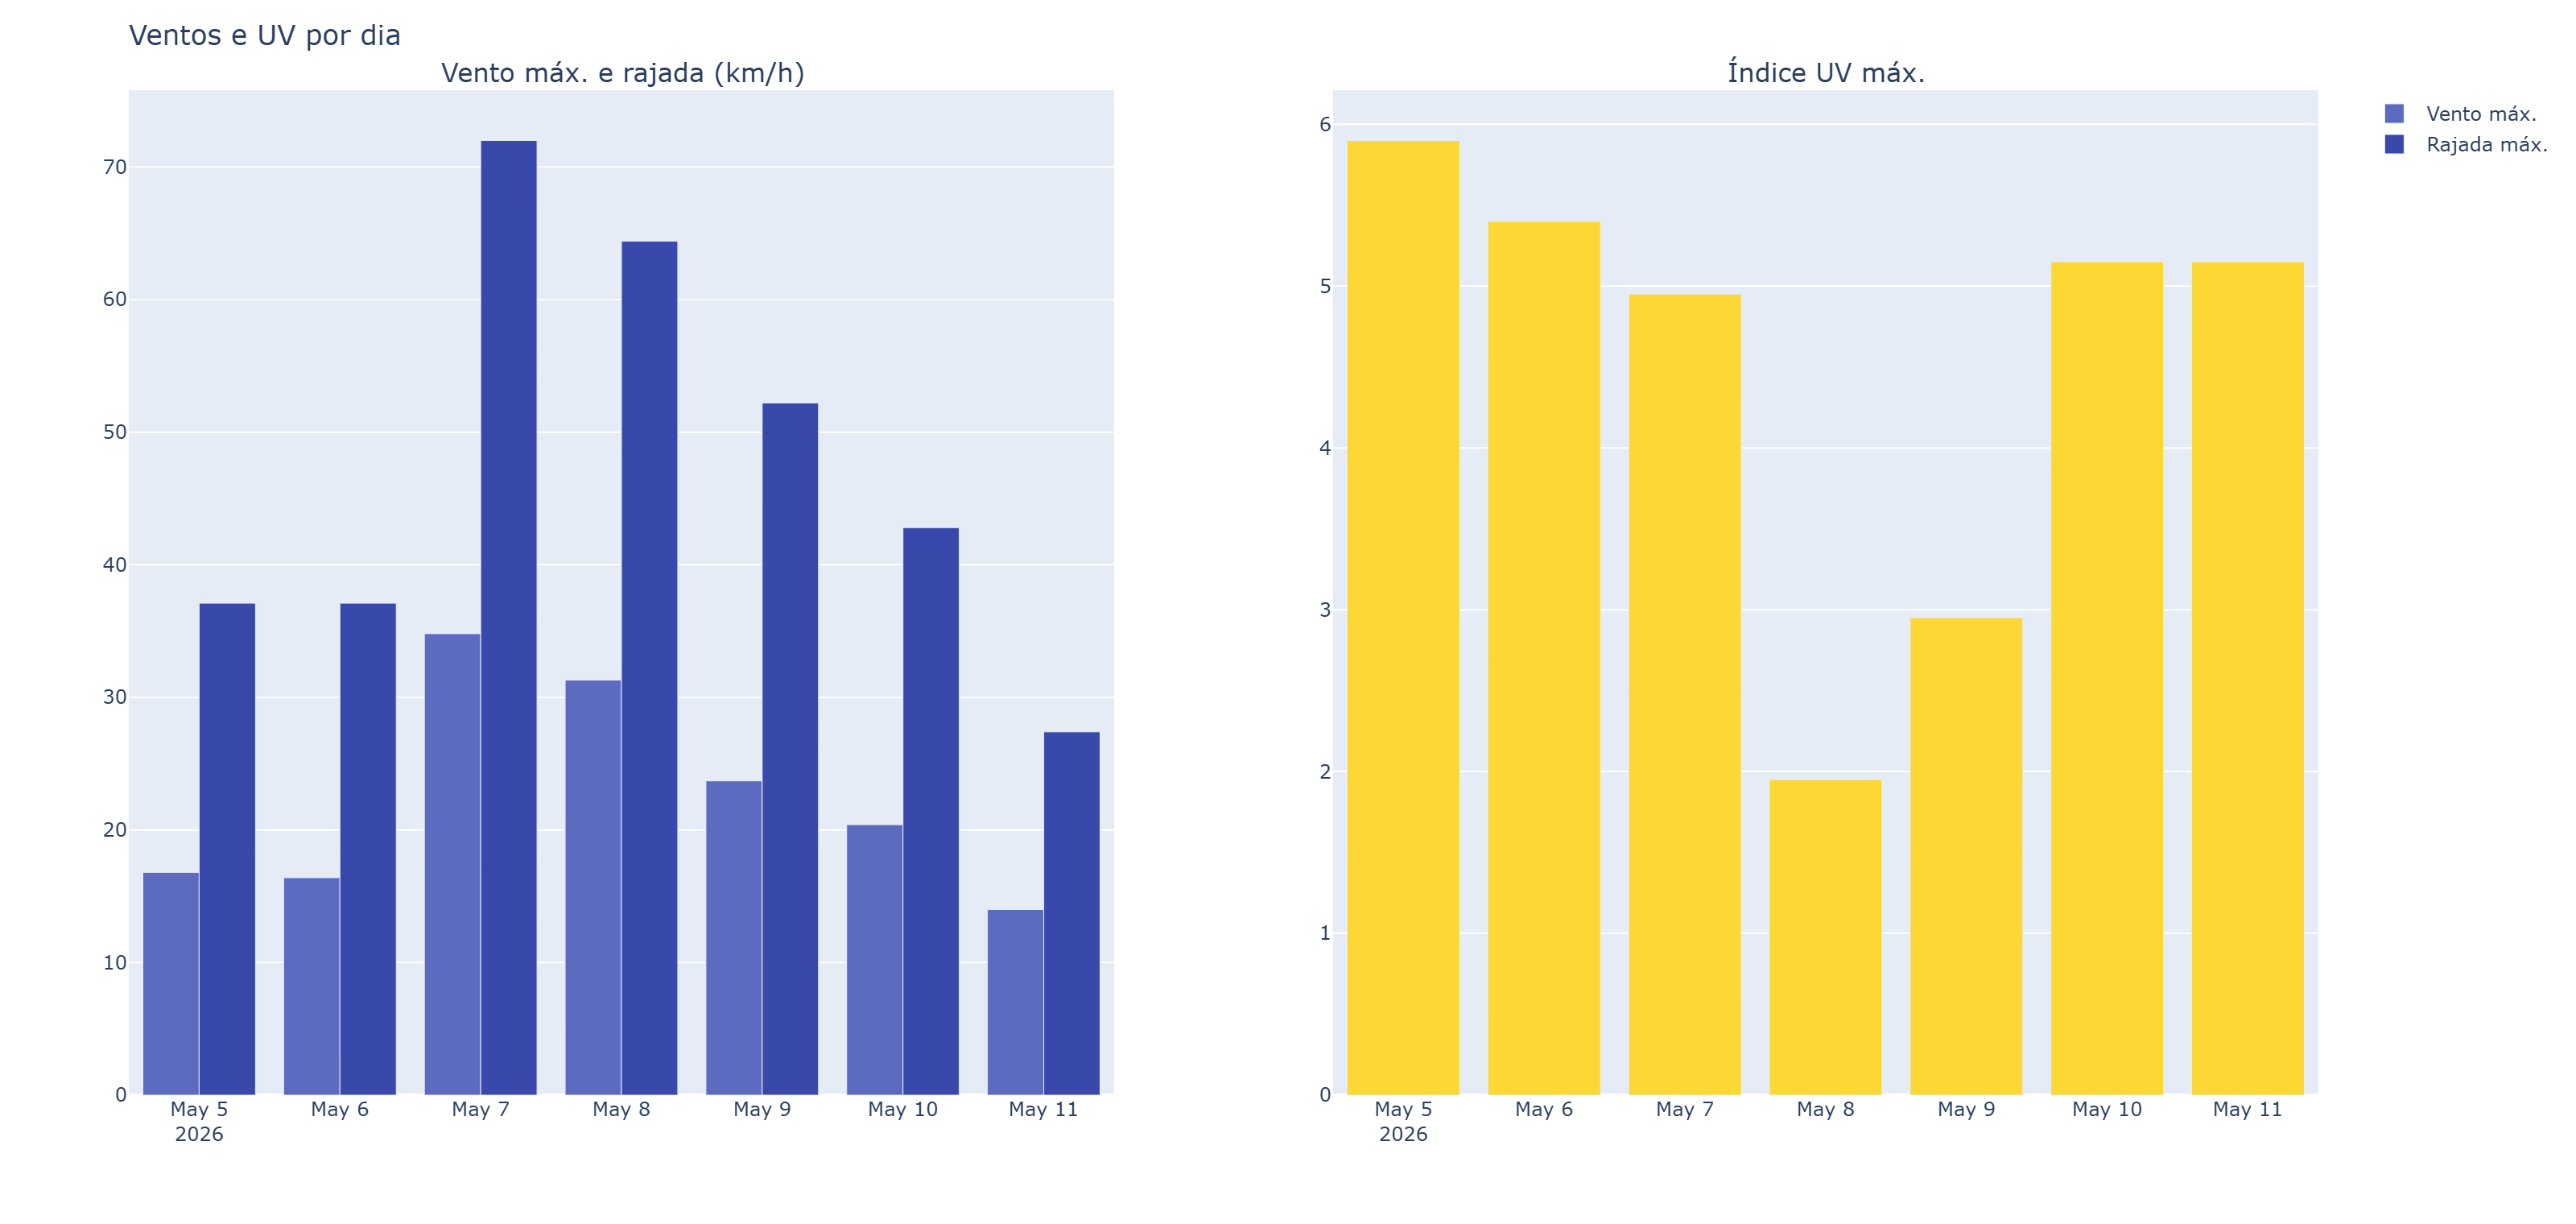 Ventos e UV por dia
Vento máx. e rajada (km/h)
70
60
50
40
30
20
10
0
May 5
2026
May 6
May 7
May 8
May 9
May 10
May 11
Índice UV máx.
6
5
4
3
2
1
0
May 5
2026
May 6
May 7
May 8
May 9
May 10
May 11
Vento máx.
Rajada máx.